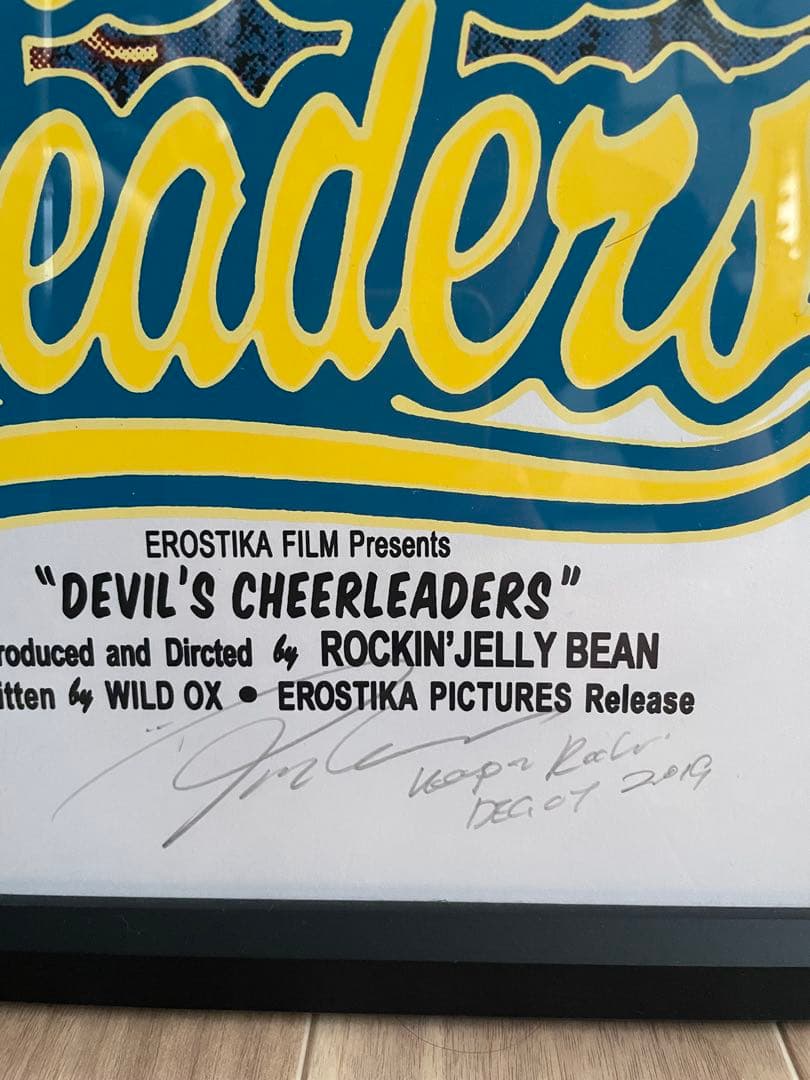 eaders
EROSTIKA FILM Presents
"DEVIL'S CHEERLEADERS"
roduced and Dircted by ROCKIN'JELLY BEAN
itten by WILD OX • EROSTIKA PICTURES Release
Keep
DEC. 07 2019